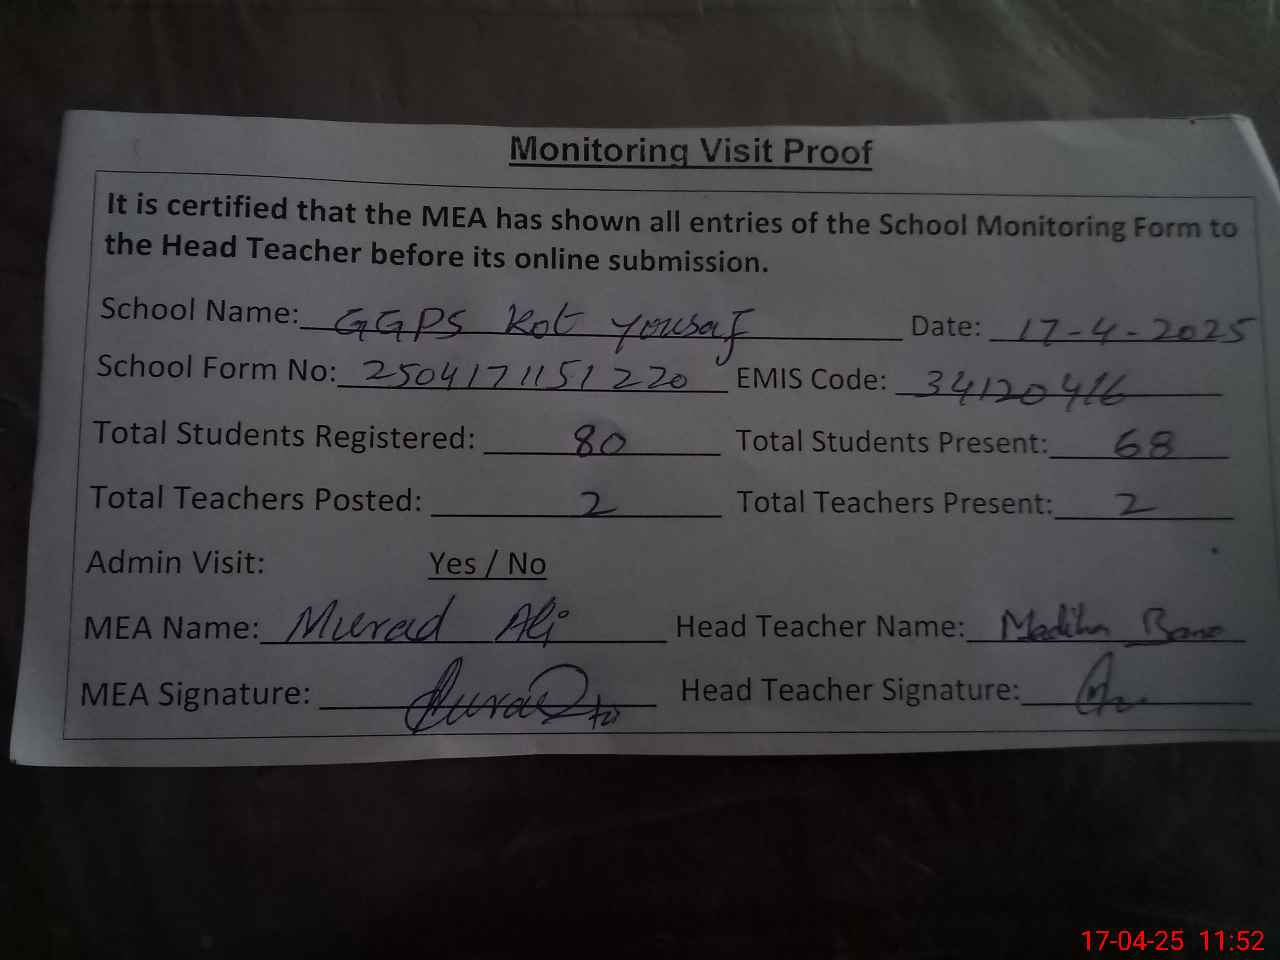 Monitoring Visit Proof
It is certified that the MEA has shown all entries of the School Monitoring Form to
the Head Teacher before its online submission.
School Name: GGPS Kot Yousaf Date: 17-4-2025
School Form No: 2504171151220 EMIS Code: 34120416
Total Students Registered: 80 Total Students Present: 68
Total Teachers Posted: 2 Total Teachers Present: 2
Admin Visit: Yes / No
MEA Name: Murad Ali Head Teacher Name: Madiha Bano
MEA Signature: Head Teacher Signature:
17-04-25 11:52